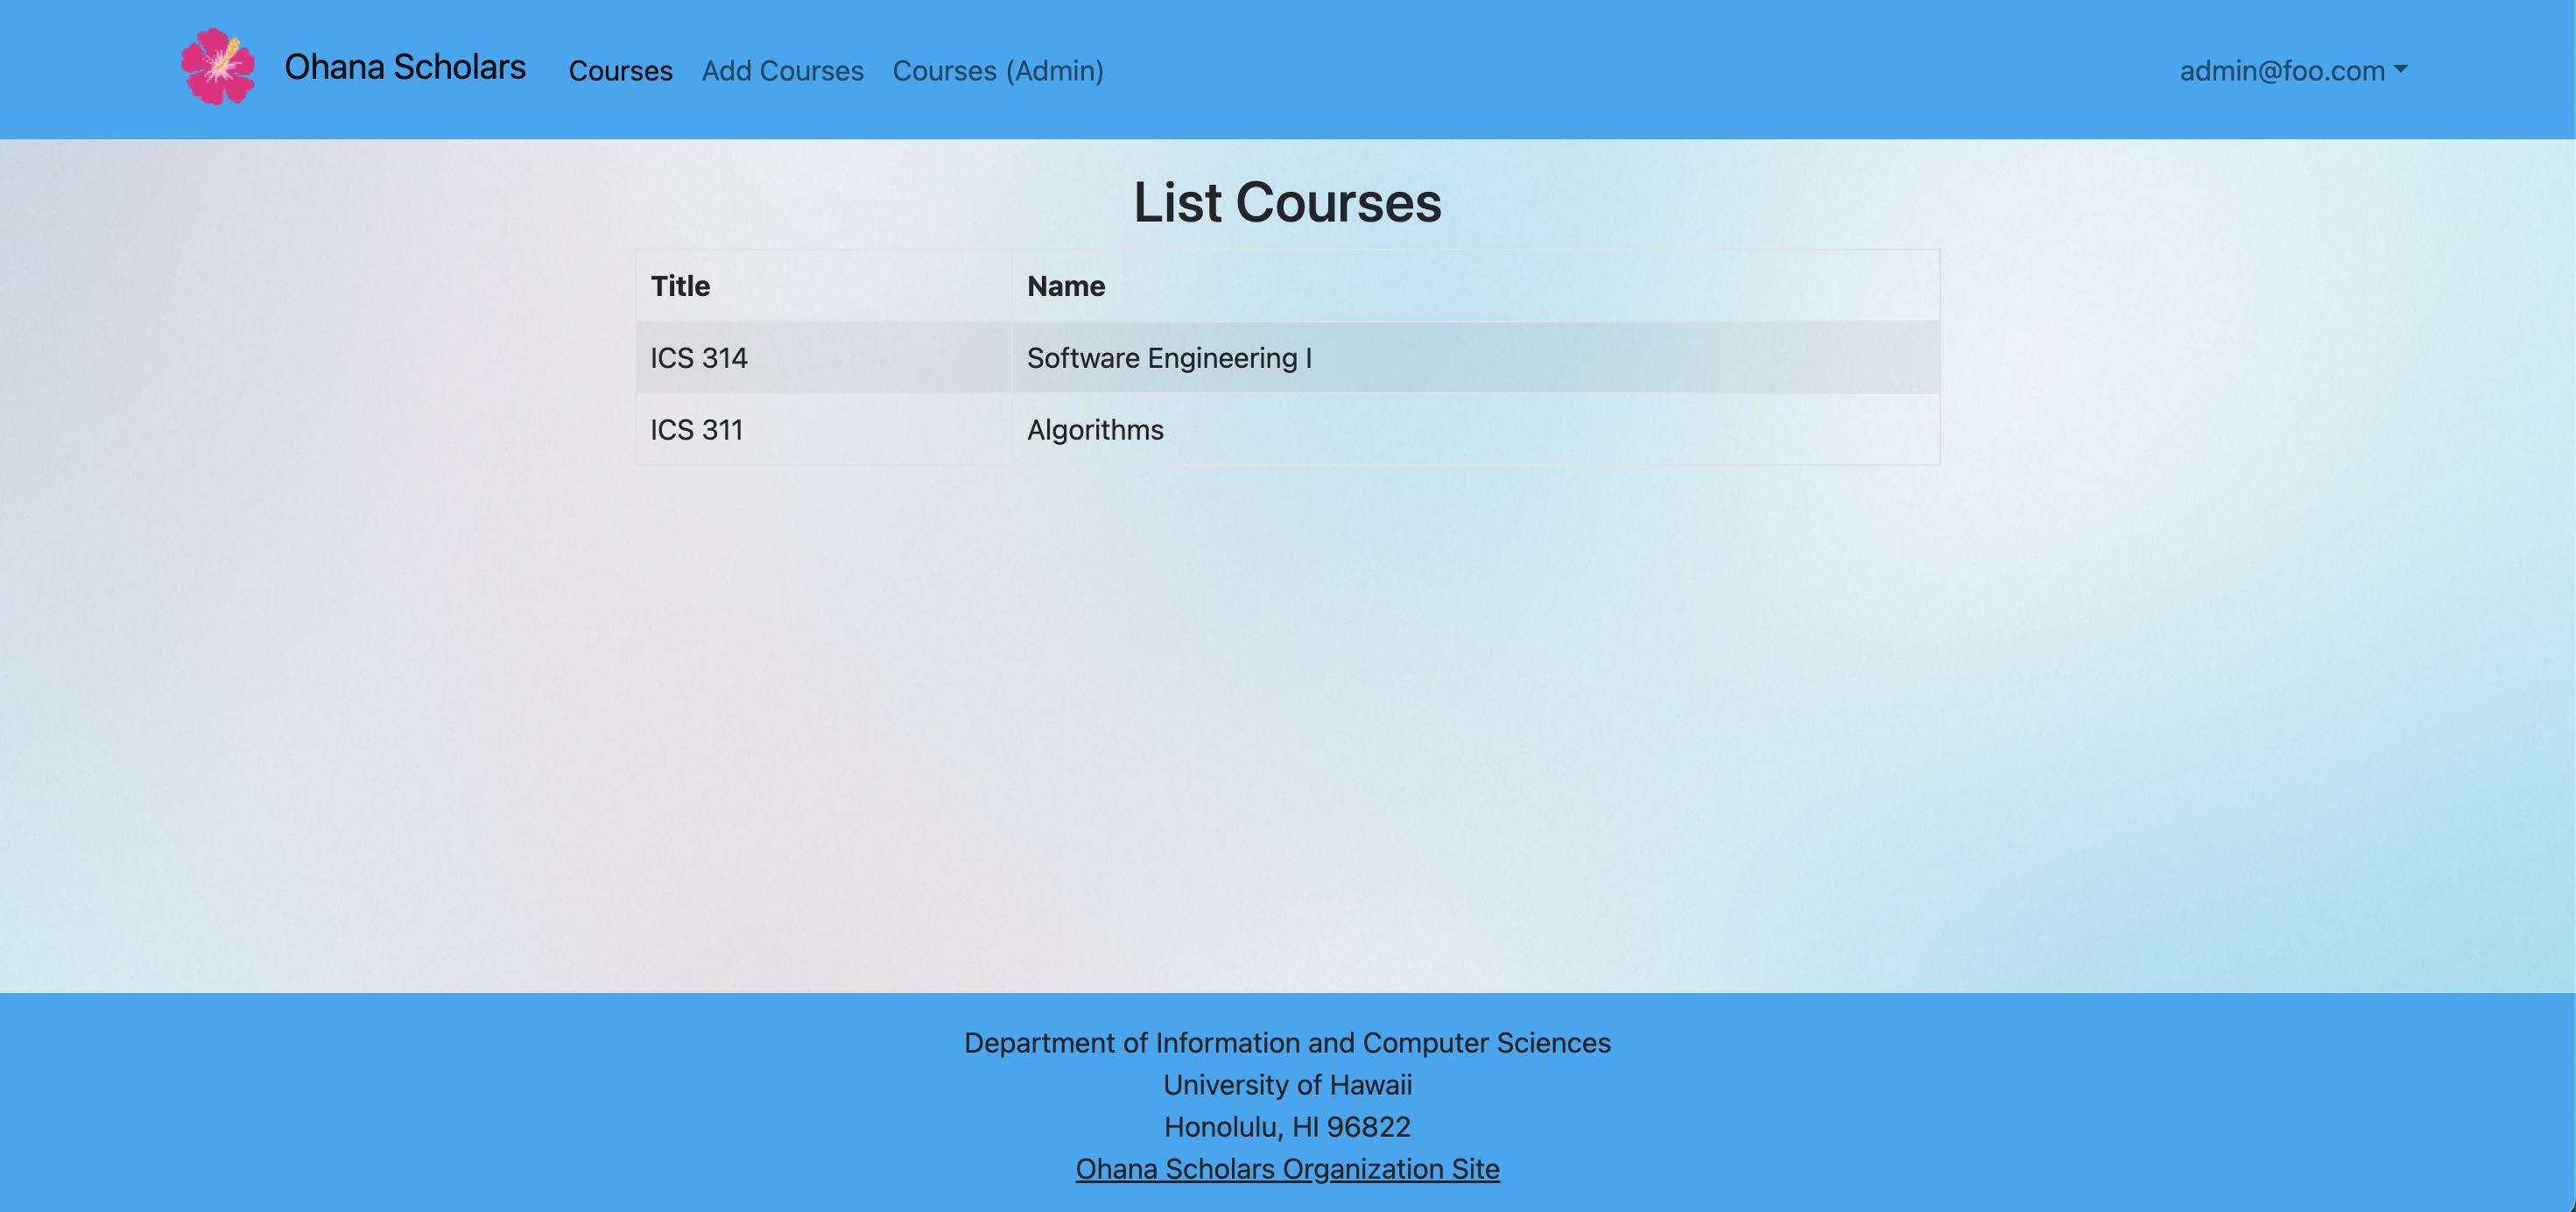 Ohana Scholars Courses Add Courses Courses (Admin) admin@foo.com
List Courses
Title Name
ICS 314 Software Engineering I
ICS 311 Algorithms
Department of Information and Computer Sciences
University of Hawaii
Honolulu, HI 96822
Ohana Scholars Organization Site